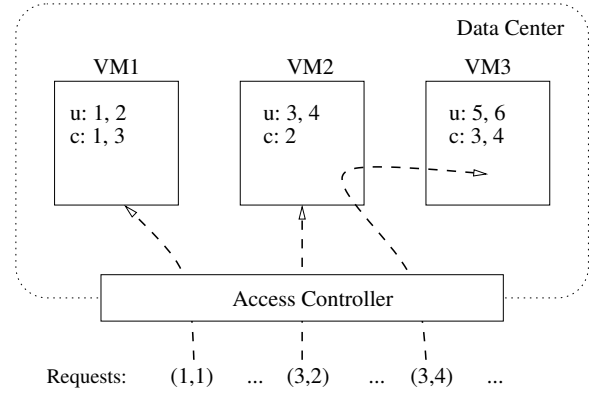 Data Center
VM1 VM2 VM3
u: 1, 2 u: 3, 4 u: 5, 6
c: 1, 3 c: 2 c: 3, 4
Access Controller
Requests: (1,1) ... (3,2) ... (3,4) ...